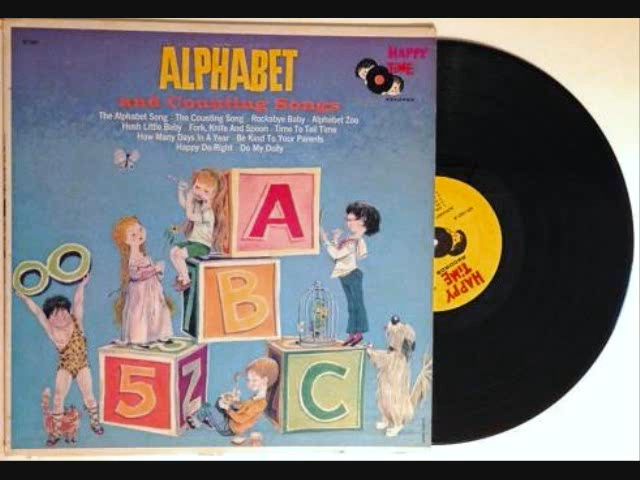 ALPHABET
and Counting Songs
The Alphabet Song · The Counting Song · Rockabye Baby · Alphabet Zoo
Hush Little Baby · Fork, Knife And Spoon · Time To Tell Time
How Many Days In A Year · Be Kind To Your Parents
Happy Do-Right · Do My Dolly
HAPPY
TIME
RECORDS
A
B
5
C
HAPPY
TIME
RECORDS